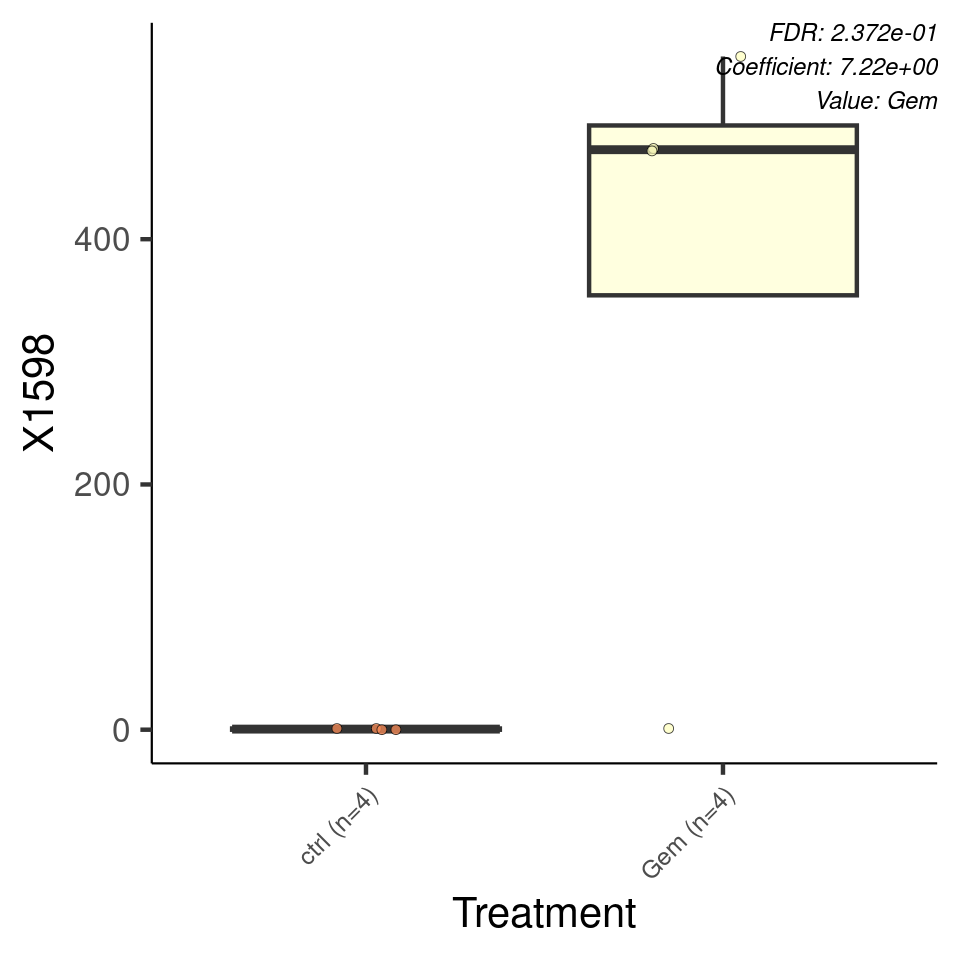 FDR: 2.372e-01
Coefficient: 7.22e+00
Value: Gem
X1598
400
200
0
ctrl (n=4)
Gem (n=4)
Treatment